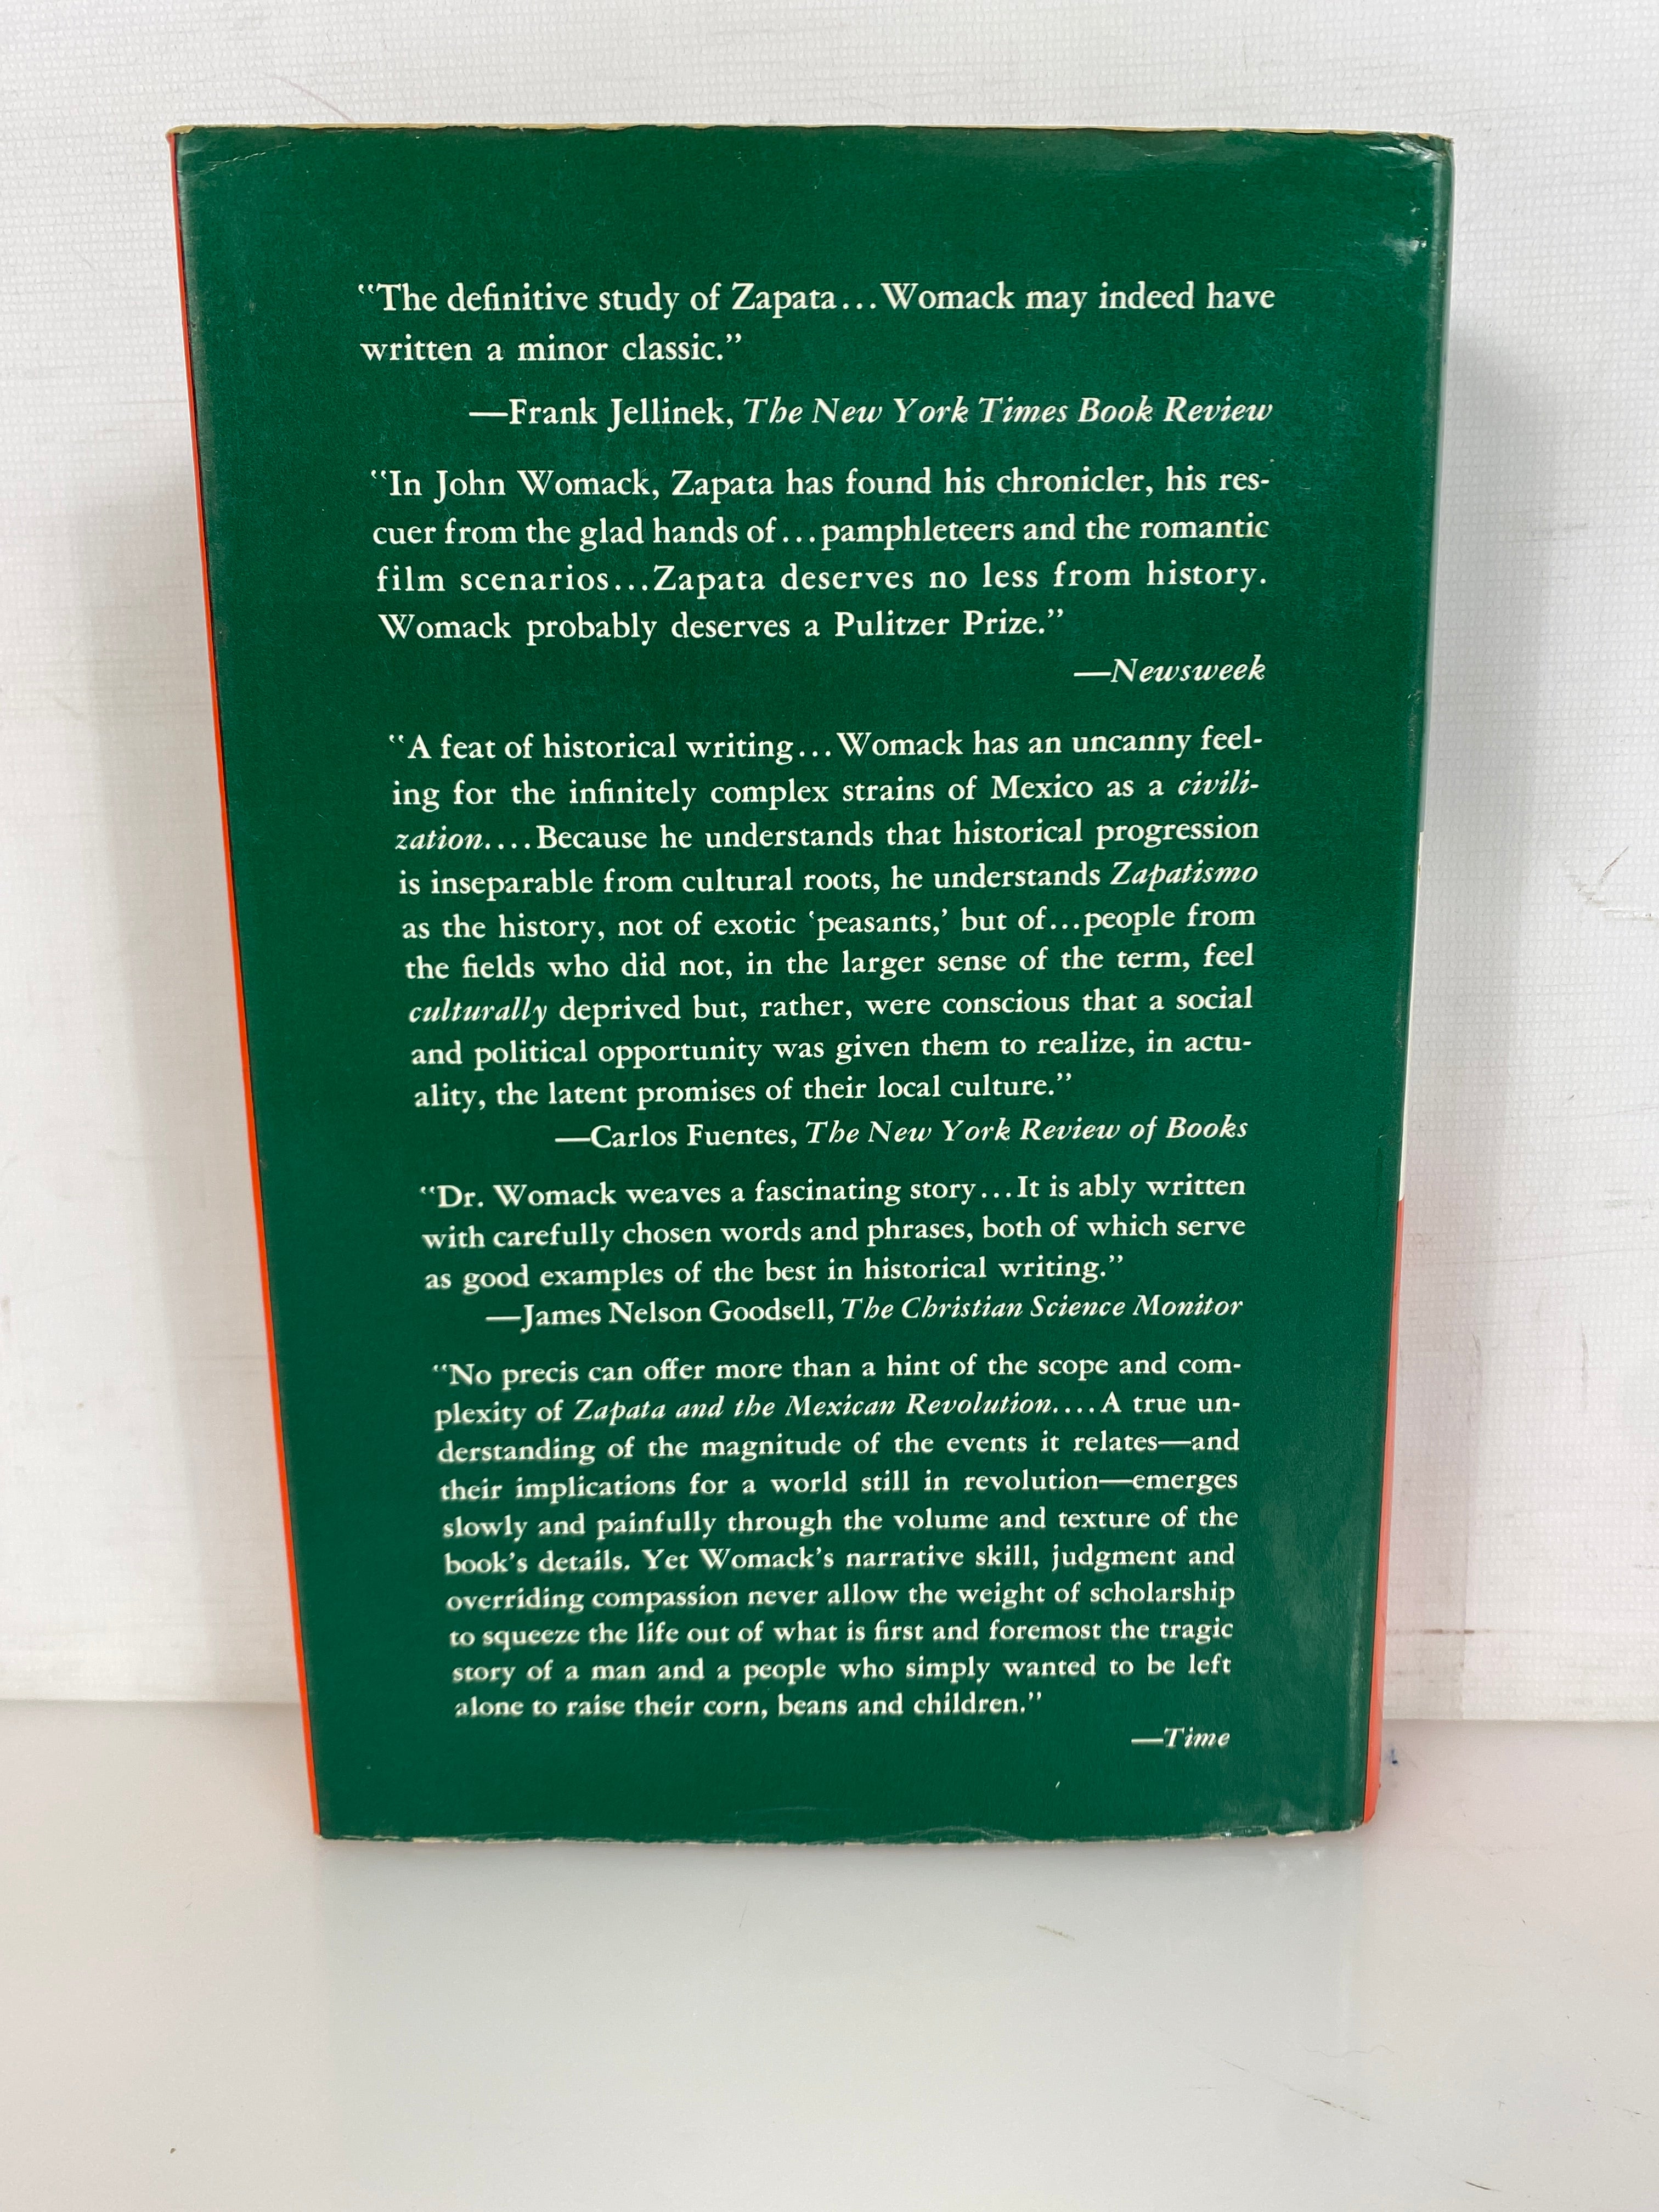 "The definitive study of Zapata...Womack may indeed have
written a minor classic."
—Frank Jellinek, The New York Times Book Review
"In John Womack, Zapata has found his chronicler, his res-
cuer from the glad hands of...pamphleteers and the romantic
film scenarios...Zapata deserves no less from history.
Womack probably deserves a Pulitzer Prize."
—Newsweek
"A feat of historical writing...Womack has an uncanny feel-
ing for the infinitely complex strains of Mexico as a civili-
zation....Because he understands that historical progression
is inseparable from cultural roots, he understands Zapatismo
as the history, not of exotic 'peasants,' but of...people from
the fields who did not, in the larger sense of the term, feel
culturally deprived but, rather, were conscious that a social
and political opportunity was given them to realize, in actu-
ality, the latent promises of their local culture."
—Carlos Fuentes, The New York Review of Books
"Dr. Womack weaves a fascinating story...It is ably written
with carefully chosen words and phrases, both of which serve
as good examples of the best in historical writing."
—James Nelson Goodsell, The Christian Science Monitor
"No precis can offer more than a hint of the scope and com-
plexity of Zapata and the Mexican Revolution....A true un-
derstanding of the magnitude of the events it relates—and
their implications for a world still in revolution—emerges
slowly and painfully through the volume and texture of the
book's details. Yet Womack's narrative skill, judgment and
overriding compassion never allow the weight of scholarship
to squeeze the life out of what is first and foremost the tragic
story of a man and a people who simply wanted to be left
alone to raise their corn, beans and children."
—Time